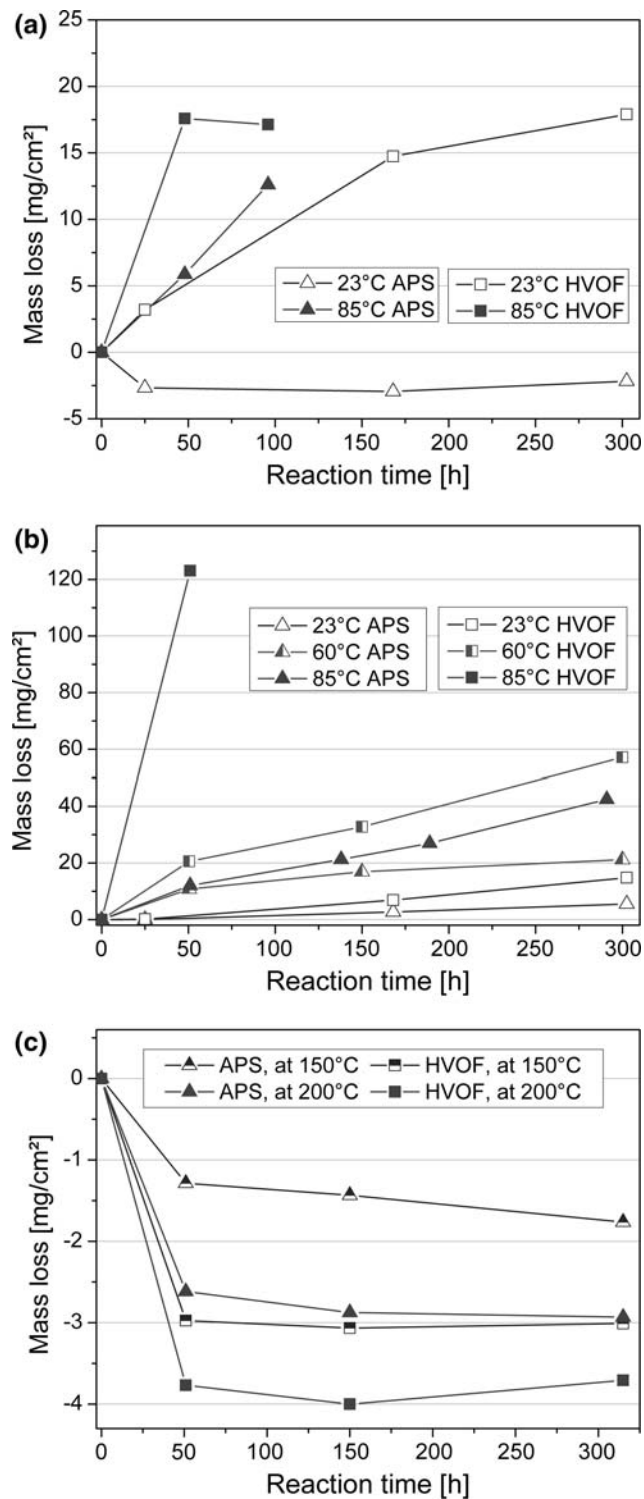 (a)
25
20
15
10
5
0
-5
Mass loss [mg/cm²]
23°C APS
85°C APS
23°C HVOF
85°C HVOF
0 50 100 150 200 250 300
Reaction time [h]
(b)
120
100
80
60
40
20
0
Mass loss [mg/cm²]
23°C APS
60°C APS
85°C APS
23°C HVOF
60°C HVOF
85°C HVOF
0 50 100 150 200 250 300
Reaction time [h]
(c)
0
-1
-2
-3
-4
Mass loss [mg/cm²]
APS, at 150°C
APS, at 200°C
HVOF, at 150°C
HVOF, at 200°C
0 50 100 150 200 250 300
Reaction time [h]